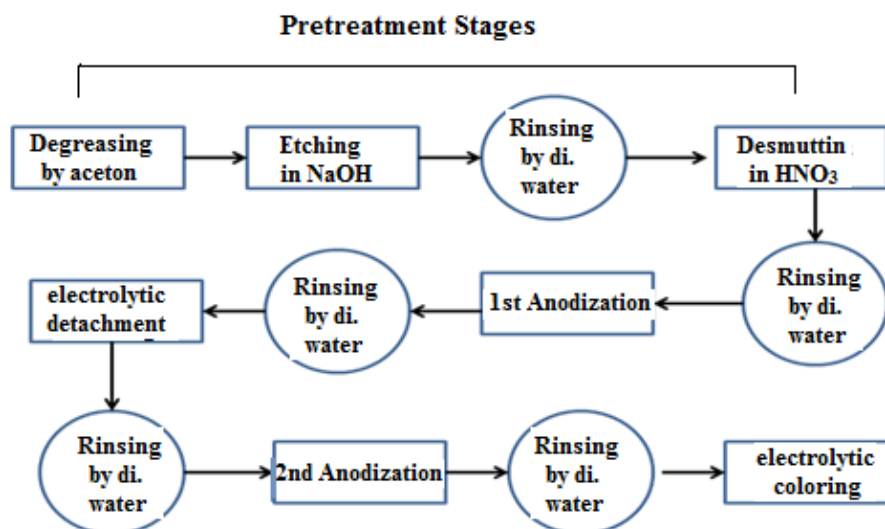 Pretreatment Stages
Degreasing
by aceton
Etching
in NaOH
Rinsing
by di.
water
Desmuttin
in HNO₃
Rinsing
by di.
water
1st Anodization
Rinsing
by di.
water
electrolytic
detachment
Rinsing
by di.
water
2nd Anodization
Rinsing
by di.
water
electrolytic
coloring